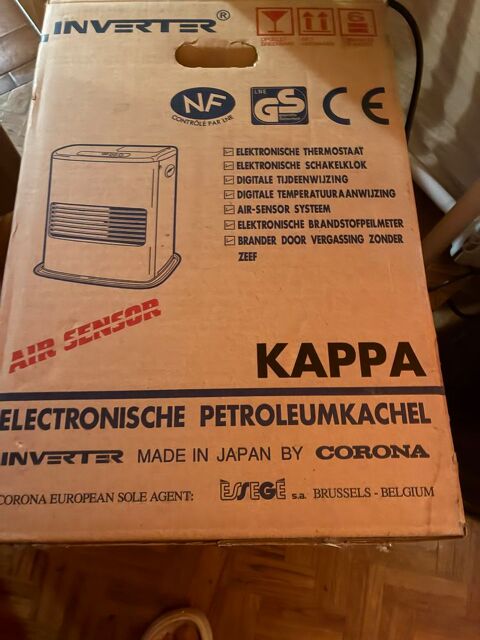 INVERTER®
NF
CONTRÔLÉ PAR LNE
LNE
GS
CE
ELEKTRONISCHE THERMOSTAAT
ELEKTRONISCHE SCHAKELKLOK
DIGITALE TIJDEENWIJZING
DIGITALE TEMPERATUURAANWIJZING
AIR-SENSOR SYSTEEM
ELEKTRONISCHE BRANDSTOFPEILMETER
BRANDER DOOR VERGASSING ZONDER
ZEEF
AIR SENSOR
KAPPA
ELECTRONISCHE PETROLEUMKACHEL
INVERTER MADE IN JAPAN BY CORONA
CORONA EUROPEAN SOLE AGENT: ESSEGÉ s.a. BRUSSELS - BELGIUM